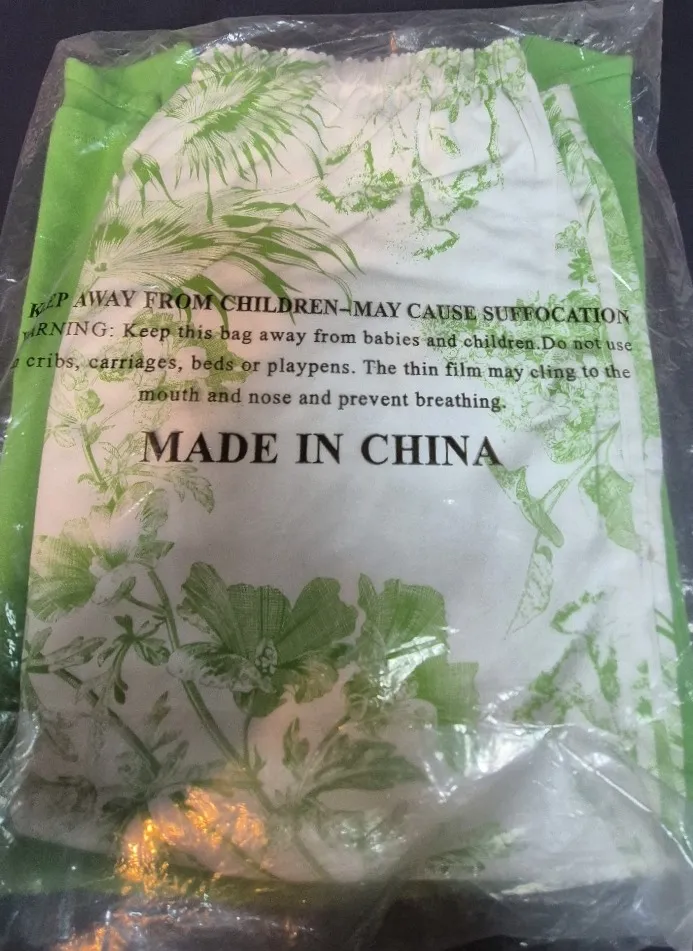 KEEP AWAY FROM CHILDREN-MAY CAUSE SUFFOCATION
WARNING: Keep this bag away from babies and children.Do not use
cribs, carriages, beds or playpens. The thin film may cling to the
mouth and nose and prevent breathing.
MADE IN CHINA